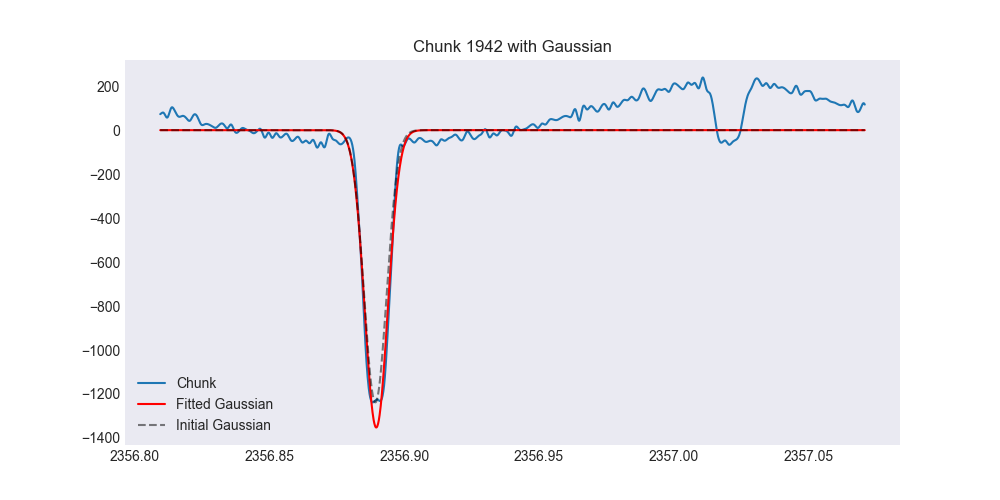 Chunk 1942 with Gaussian
200
0
−200
−400
−600
−800
−1000
−1200
−1400
Chunk
Fitted Gaussian
Initial Gaussian
2356.80 2356.85 2356.90 2356.95 2357.00 2357.05